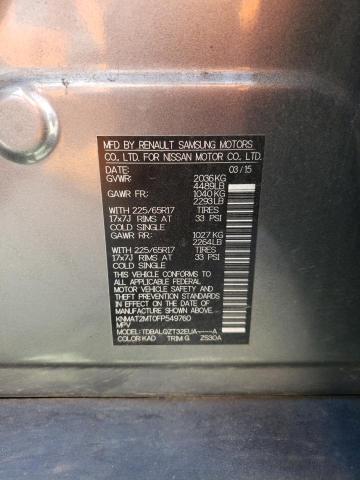 MFD BY RENAULT SAMSUNG MOTORS
CO., LTD. FOR NISSAN MOTOR CO., LTD.
DATE: 03/15
GVWR: 2036KG
4489LB
GAWR FR: 1040KG
2293LB
WITH 225/65R17 TIRES
17x7J RIMS AT 33 PSI
COLD SINGLE
GAWR RR: 1027KG
2264LB
WITH 225/65R17 TIRES
17x7J RIMS AT 33 PSI
COLD SINGLE
THIS VEHICLE CONFORMS TO
ALL APPLICABLE FEDERAL
MOTOR VEHICLE SAFETY,
BUMPER, AND THEFT
PREVENTION STANDARDS IN
EFFECT ON THE DATE OF
MANUFACTURE SHOWN ABOVE.
KNMAT2MT0FP549760
MPV
MODEL: TDBALQZT32EUA-----A
COLOR: KAD TRIM: G ZS30A